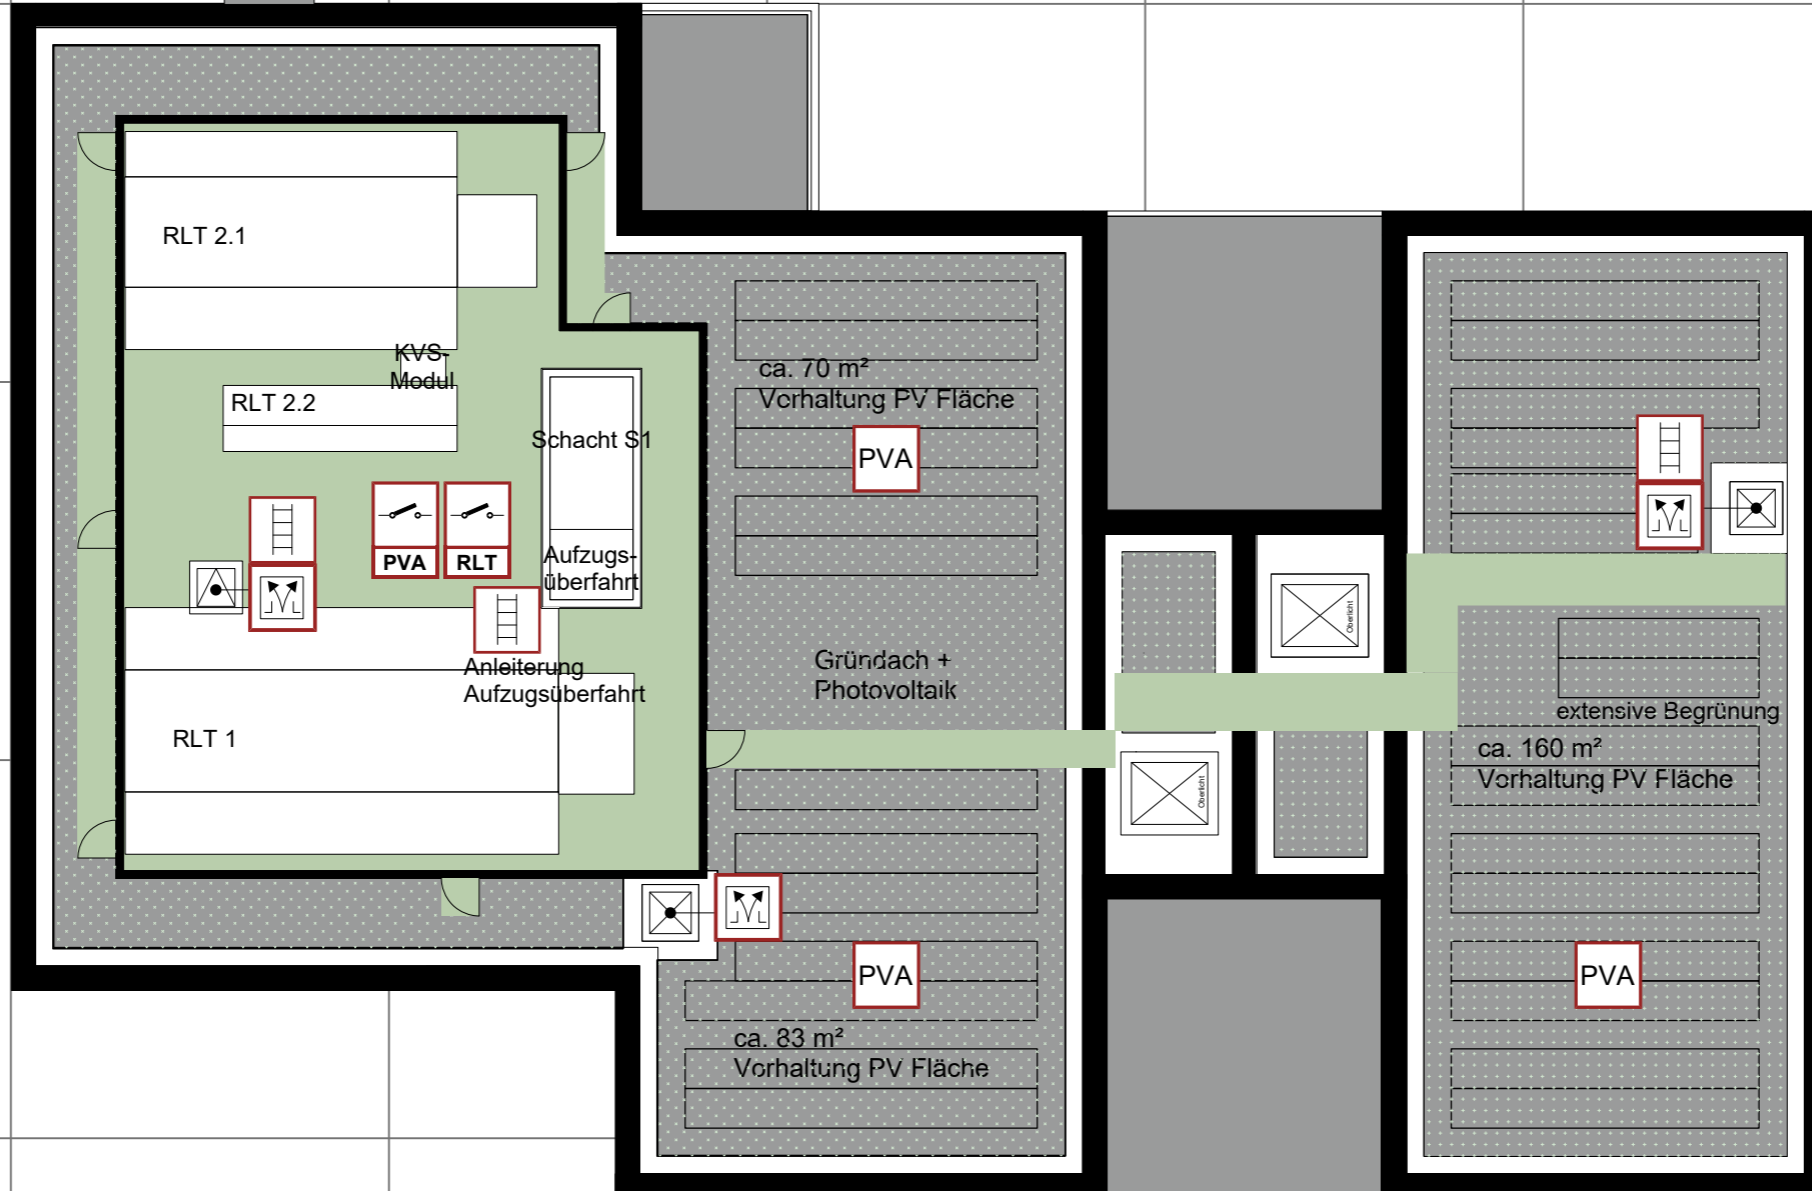 RLT 2.1
KVS-
Modul
RLT 2.2
Schacht S1
PVA
RLT
Aufzugs-
überfahrt
Anleiterung
Aufzugsüberfahrt
RLT 1
ca. 70 m²
Vorhaltung PV Fläche
PVA
Gründach +
Photovoltaik
PVA
ca. 83 m²
Vorhaltung PV Fläche
Oberlicht
Oberlicht
extensive Begrünung
ca. 160 m²
Vorhaltung PV Fläche
PVA